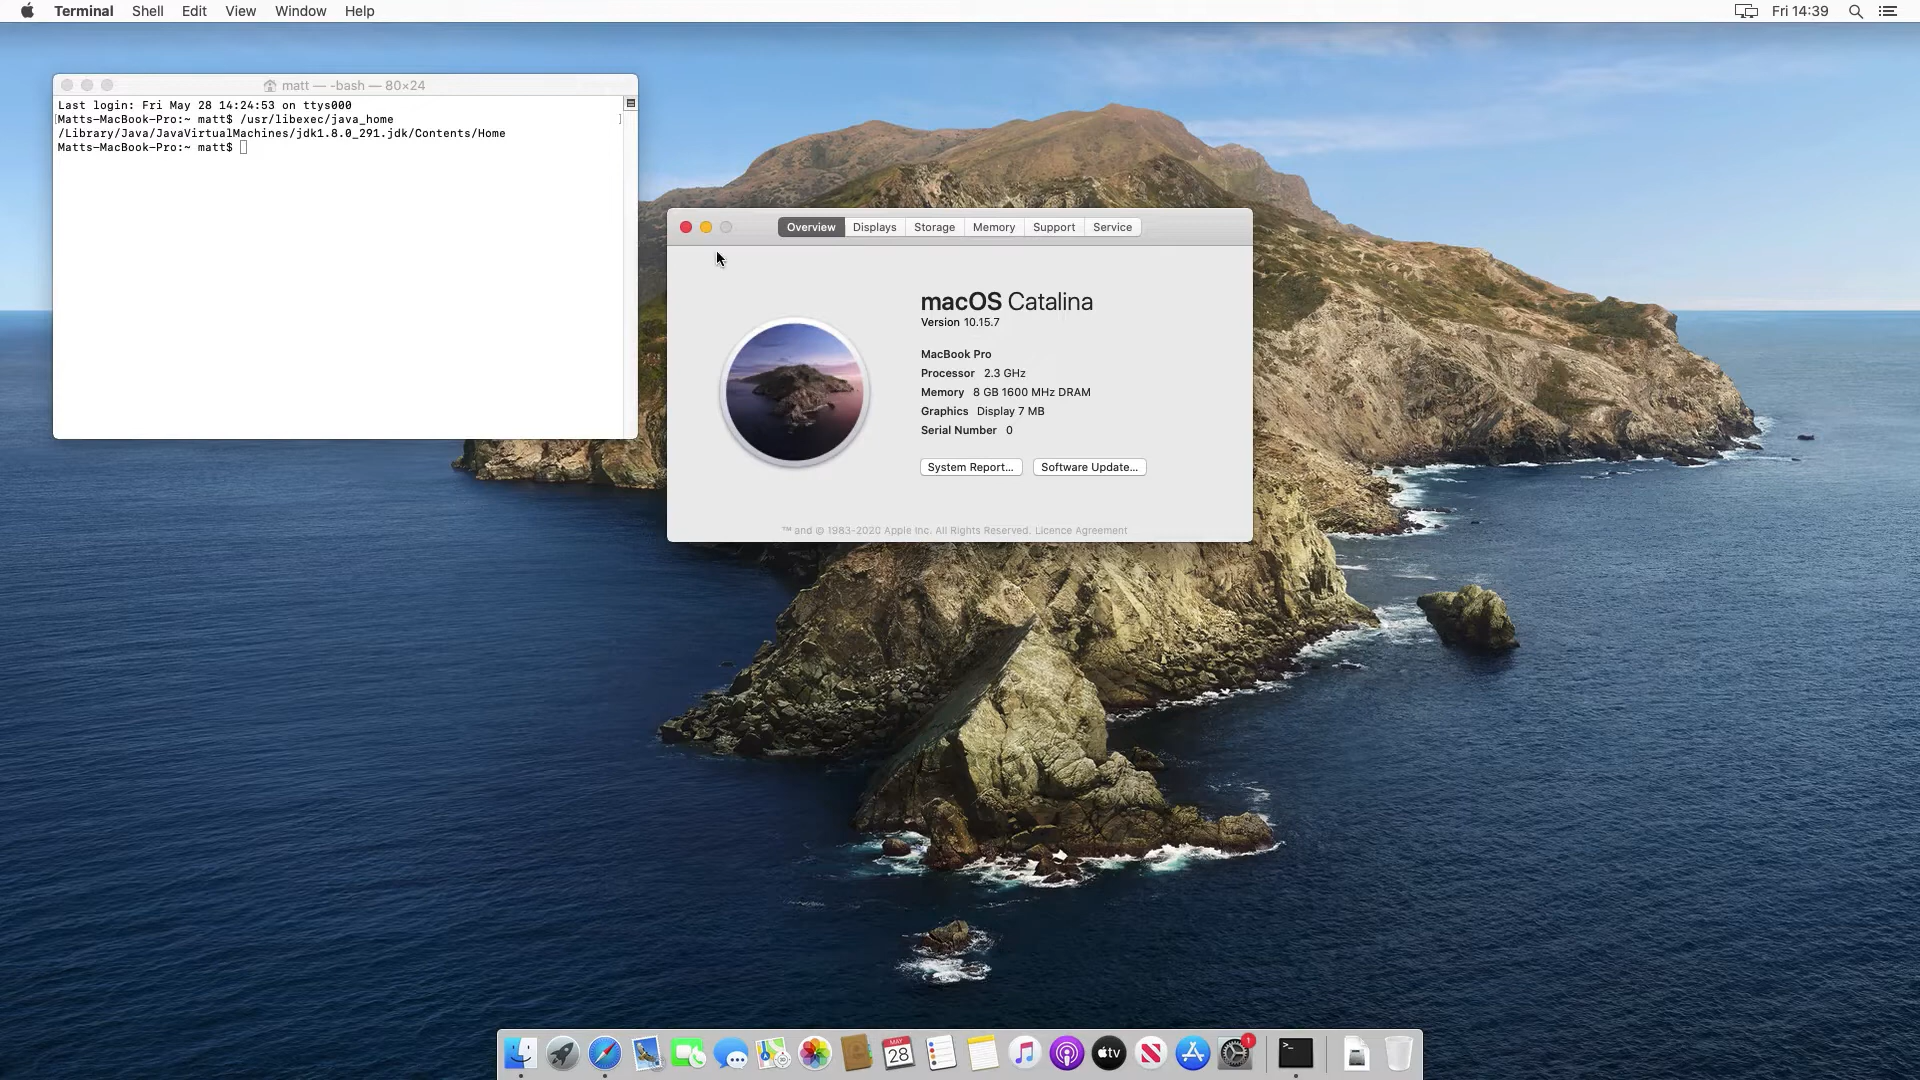 Terminal Shell Edit View Window Help
Fri 14:39
matt — -bash — 80×24
Last login: Fri May 28 14:24:53 on ttys000
[Matts-MacBook-Pro:~ matt$ /usr/libexec/java_home ]
/Library/Java/JavaVirtualMachines/jdk1.8.0_291.jdk/Contents/Home
Matts-MacBook-Pro:~ matt$
Overview Displays Storage Memory Support Service
macOS Catalina
Version 10.15.7
MacBook Pro
Processor 2.3 GHz
Memory 8 GB 1600 MHz DRAM
Graphics Display 7 MB
Serial Number 0
System Report... Software Update...
™ and © 1983-2020 Apple Inc. All Rights Reserved. Licence Agreement
MAY
28
tv
1
>_